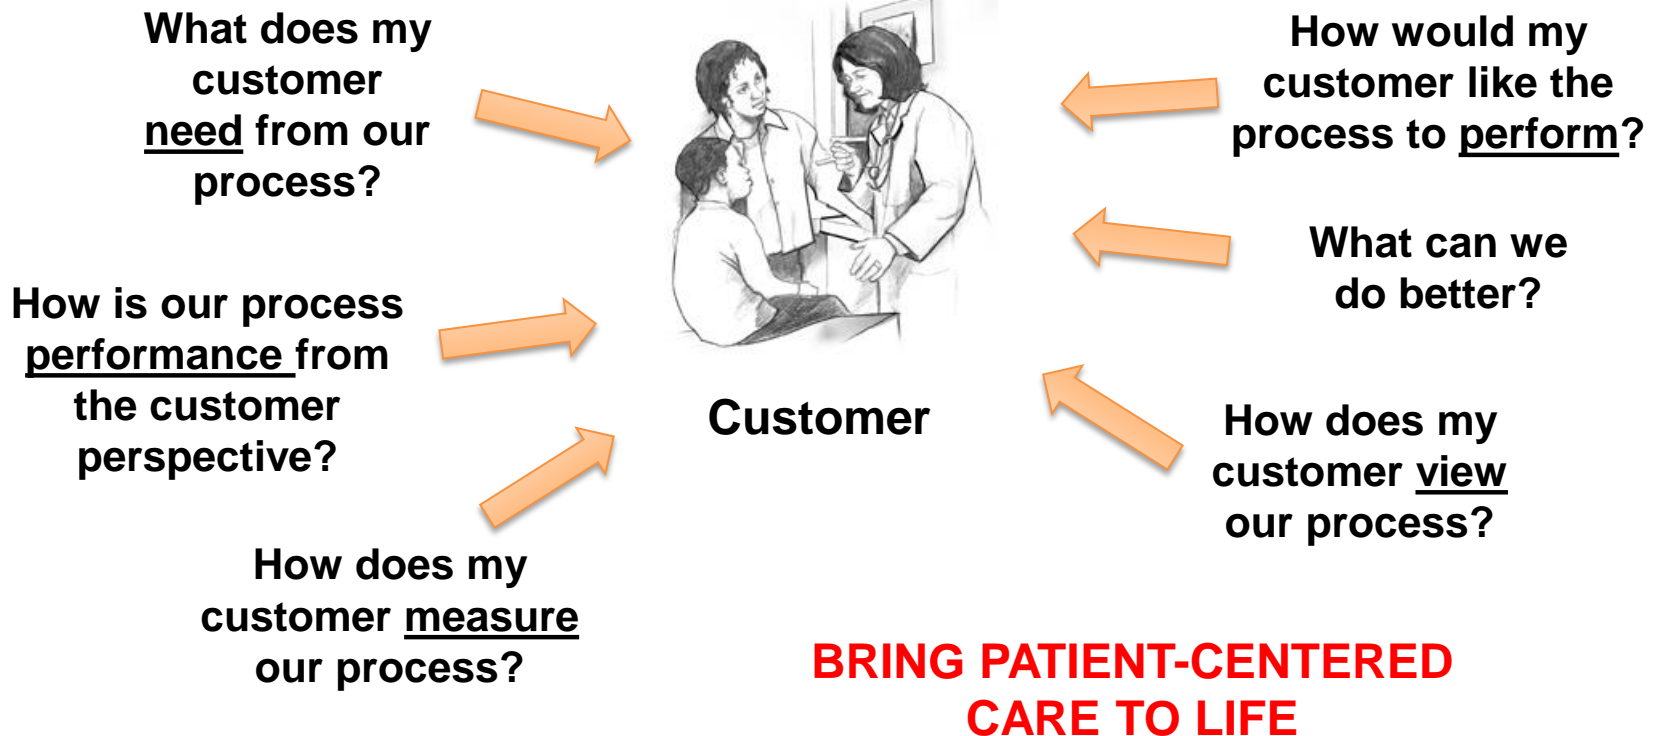 What does my
customer
need from our
process?
How is our process
performance from
the customer
perspective?
How does my
customer measure
our process?
Customer
How would my
customer like the
process to perform?
What can we
do better?
How does my
customer view
our process?
BRING PATIENT-CENTERED
CARE TO LIFE